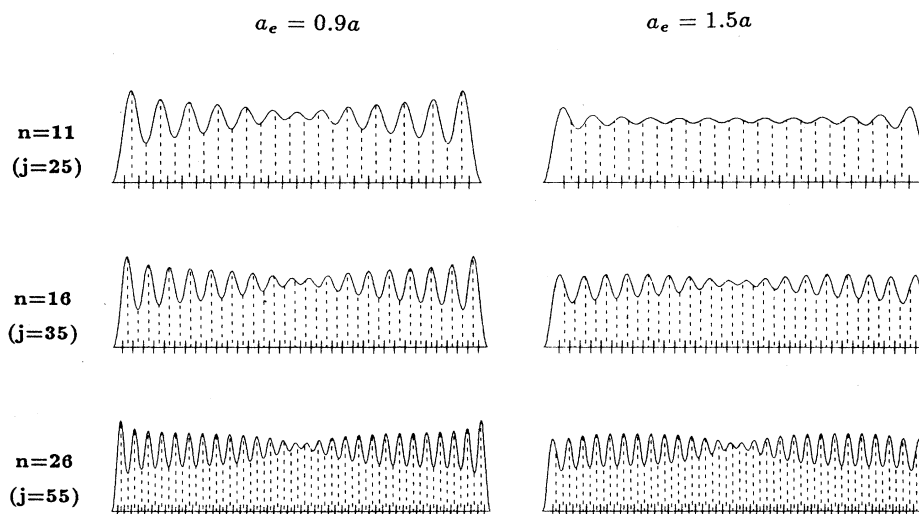 a_e = 0.9a
a_e = 1.5a
n=11
(j=25)
n=16
(j=35)
n=26
(j=55)